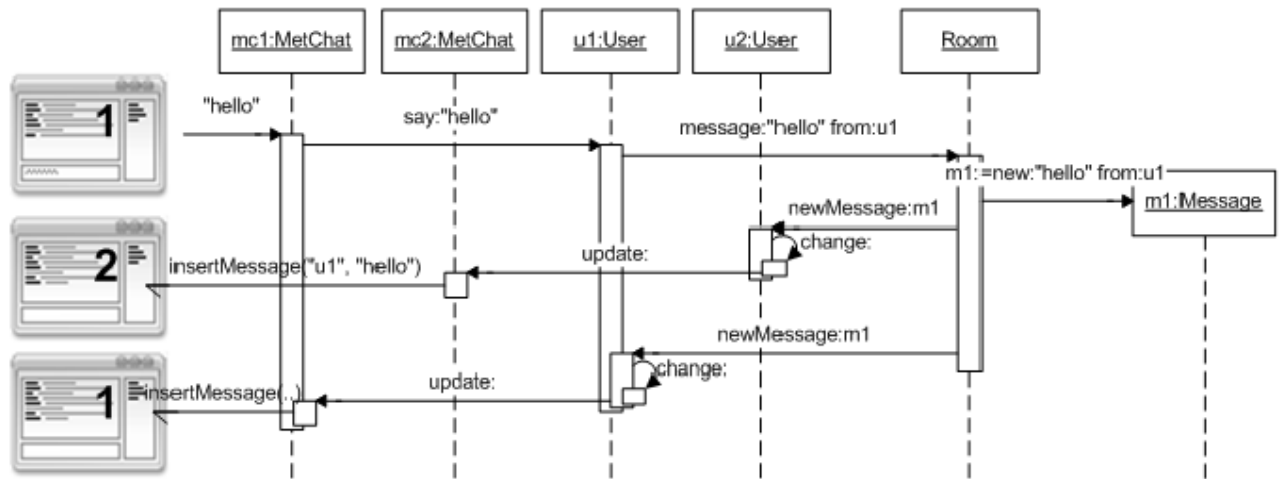 mc1:MetChat
mc2:MetChat
u1:User
u2:User
Room
1
"hello"
say:"hello"
message:"hello" from:u1
m1:=new:"hello" from:u1
m1:Message
newMessage:m1
change:
update:
2
insertMessage("u1", "hello")
newMessage:m1
change:
update:
1
insertMessage(..)